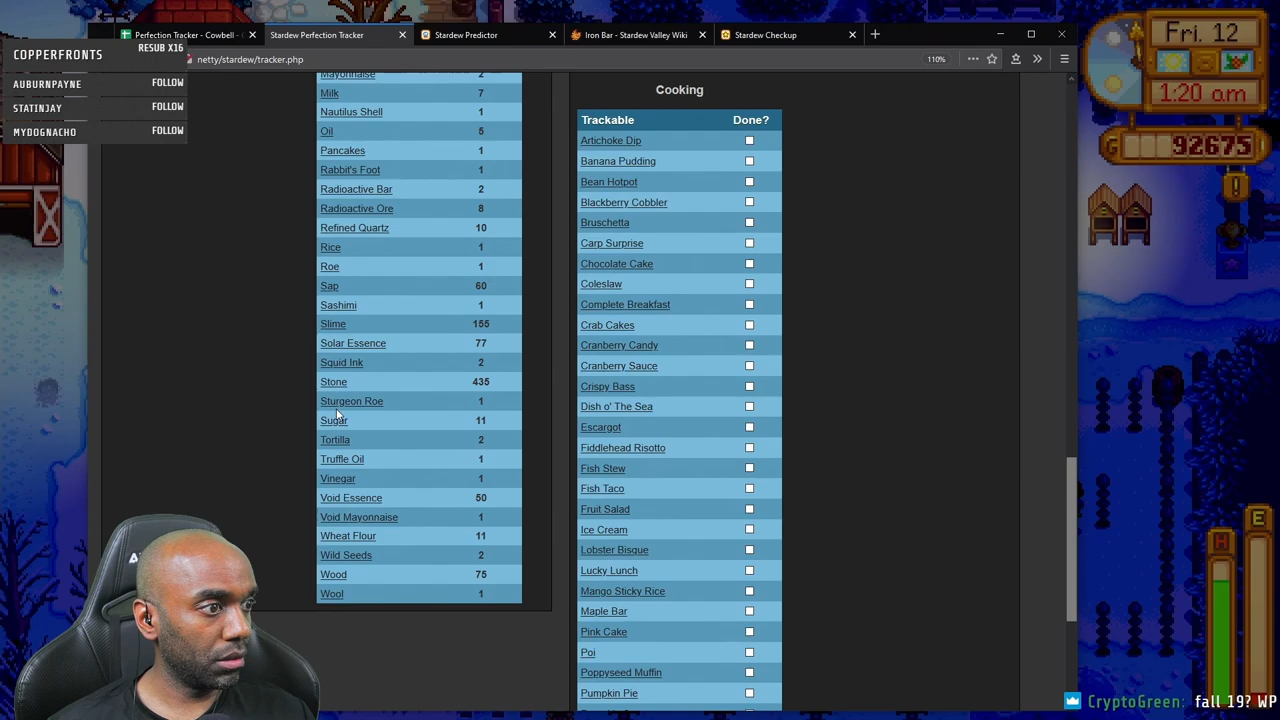 COPPERFRONTS RESUB X16
AUBURNPAYNE FOLLOW
STATINJAY FOLLOW
MYDOGNACHO FOLLOW
Perfection Tracker - Cowbell -
Stardew Perfection Tracker
Stardew Predictor
Iron Bar - Stardew Valley Wiki
Stardew Checkup
netty/stardew/tracker.php
110%
Fri. 12
1:20 am
92675
Mayonnaise 2
Milk 7
Nautilus Shell 1
Oil 5
Pancakes 1
Rabbit's Foot 1
Radioactive Bar 2
Radioactive Ore 8
Refined Quartz 10
Rice 1
Roe 1
Sap 60
Sashimi 1
Slime 155
Solar Essence 77
Squid Ink 2
Stone 435
Sturgeon Roe 1
Sugar 11
Tortilla 2
Truffle Oil 1
Vinegar 1
Void Essence 50
Void Mayonnaise 1
Wheat Flour 11
Wild Seeds 2
Wood 75
Wool 1
Cooking
Trackable Done?
Artichoke Dip
Banana Pudding
Bean Hotpot
Blackberry Cobbler
Bruschetta
Carp Surprise
Chocolate Cake
Coleslaw
Complete Breakfast
Crab Cakes
Cranberry Candy
Cranberry Sauce
Crispy Bass
Dish o' The Sea
Escargot
Fiddlehead Risotto
Fish Stew
Fish Taco
Fruit Salad
Ice Cream
Lobster Bisque
Lucky Lunch
Mango Sticky Rice
Maple Bar
Pink Cake
Poi
Poppyseed Muffin
Pumpkin Pie
H
E
CryptoGreen: fall 19? WP